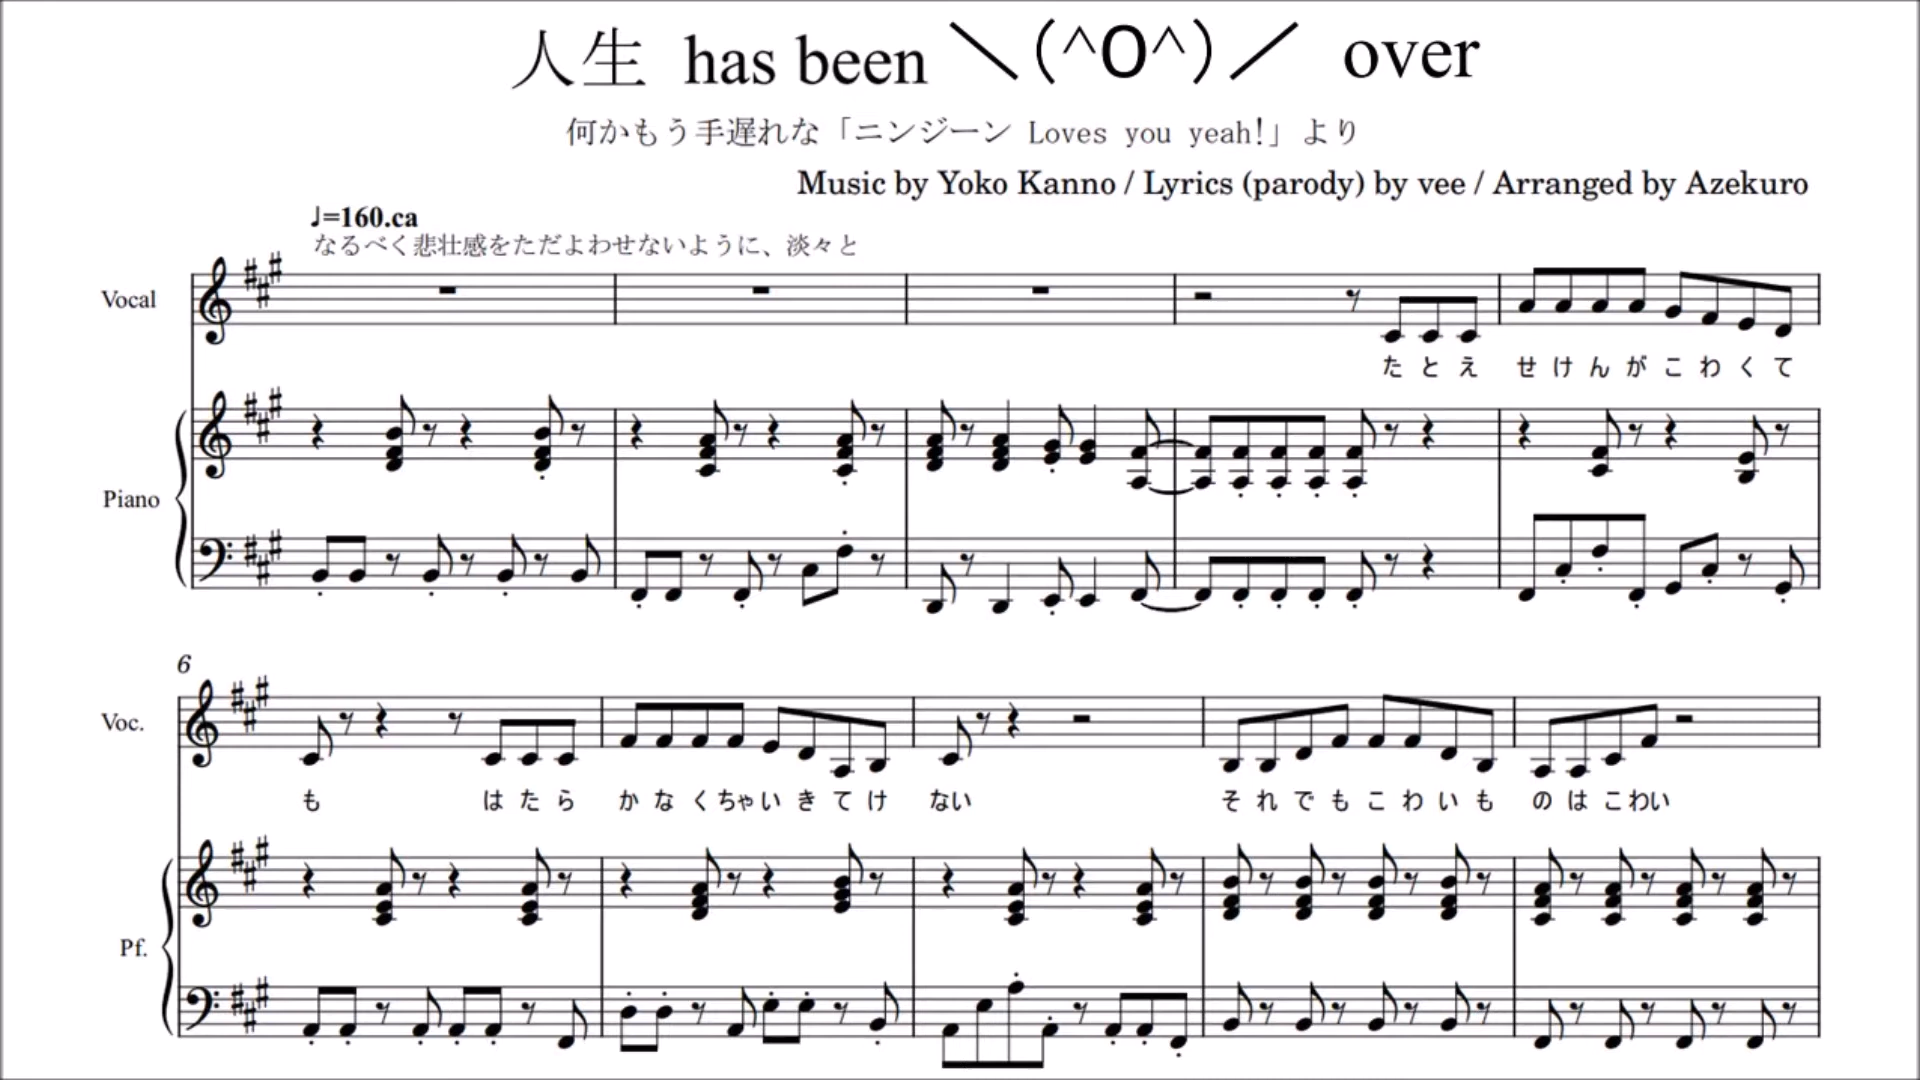 人生 has been ＼(^O^)／ over
何かもう手遅れな「ニンジーン Loves you yeah!」より
Music by Yoko Kanno / Lyrics (parody) by vee / Arranged by Azekuro
♩=160.ca
なるべく悲壮感をただよわせないように、淡々と
Vocal
た と え せ け ん が こ わ く て
Piano
6
Voc.
も は た ら か な く ちゃ い き て け ない そ れ で も こ わ い も の は こ わい
Pf.